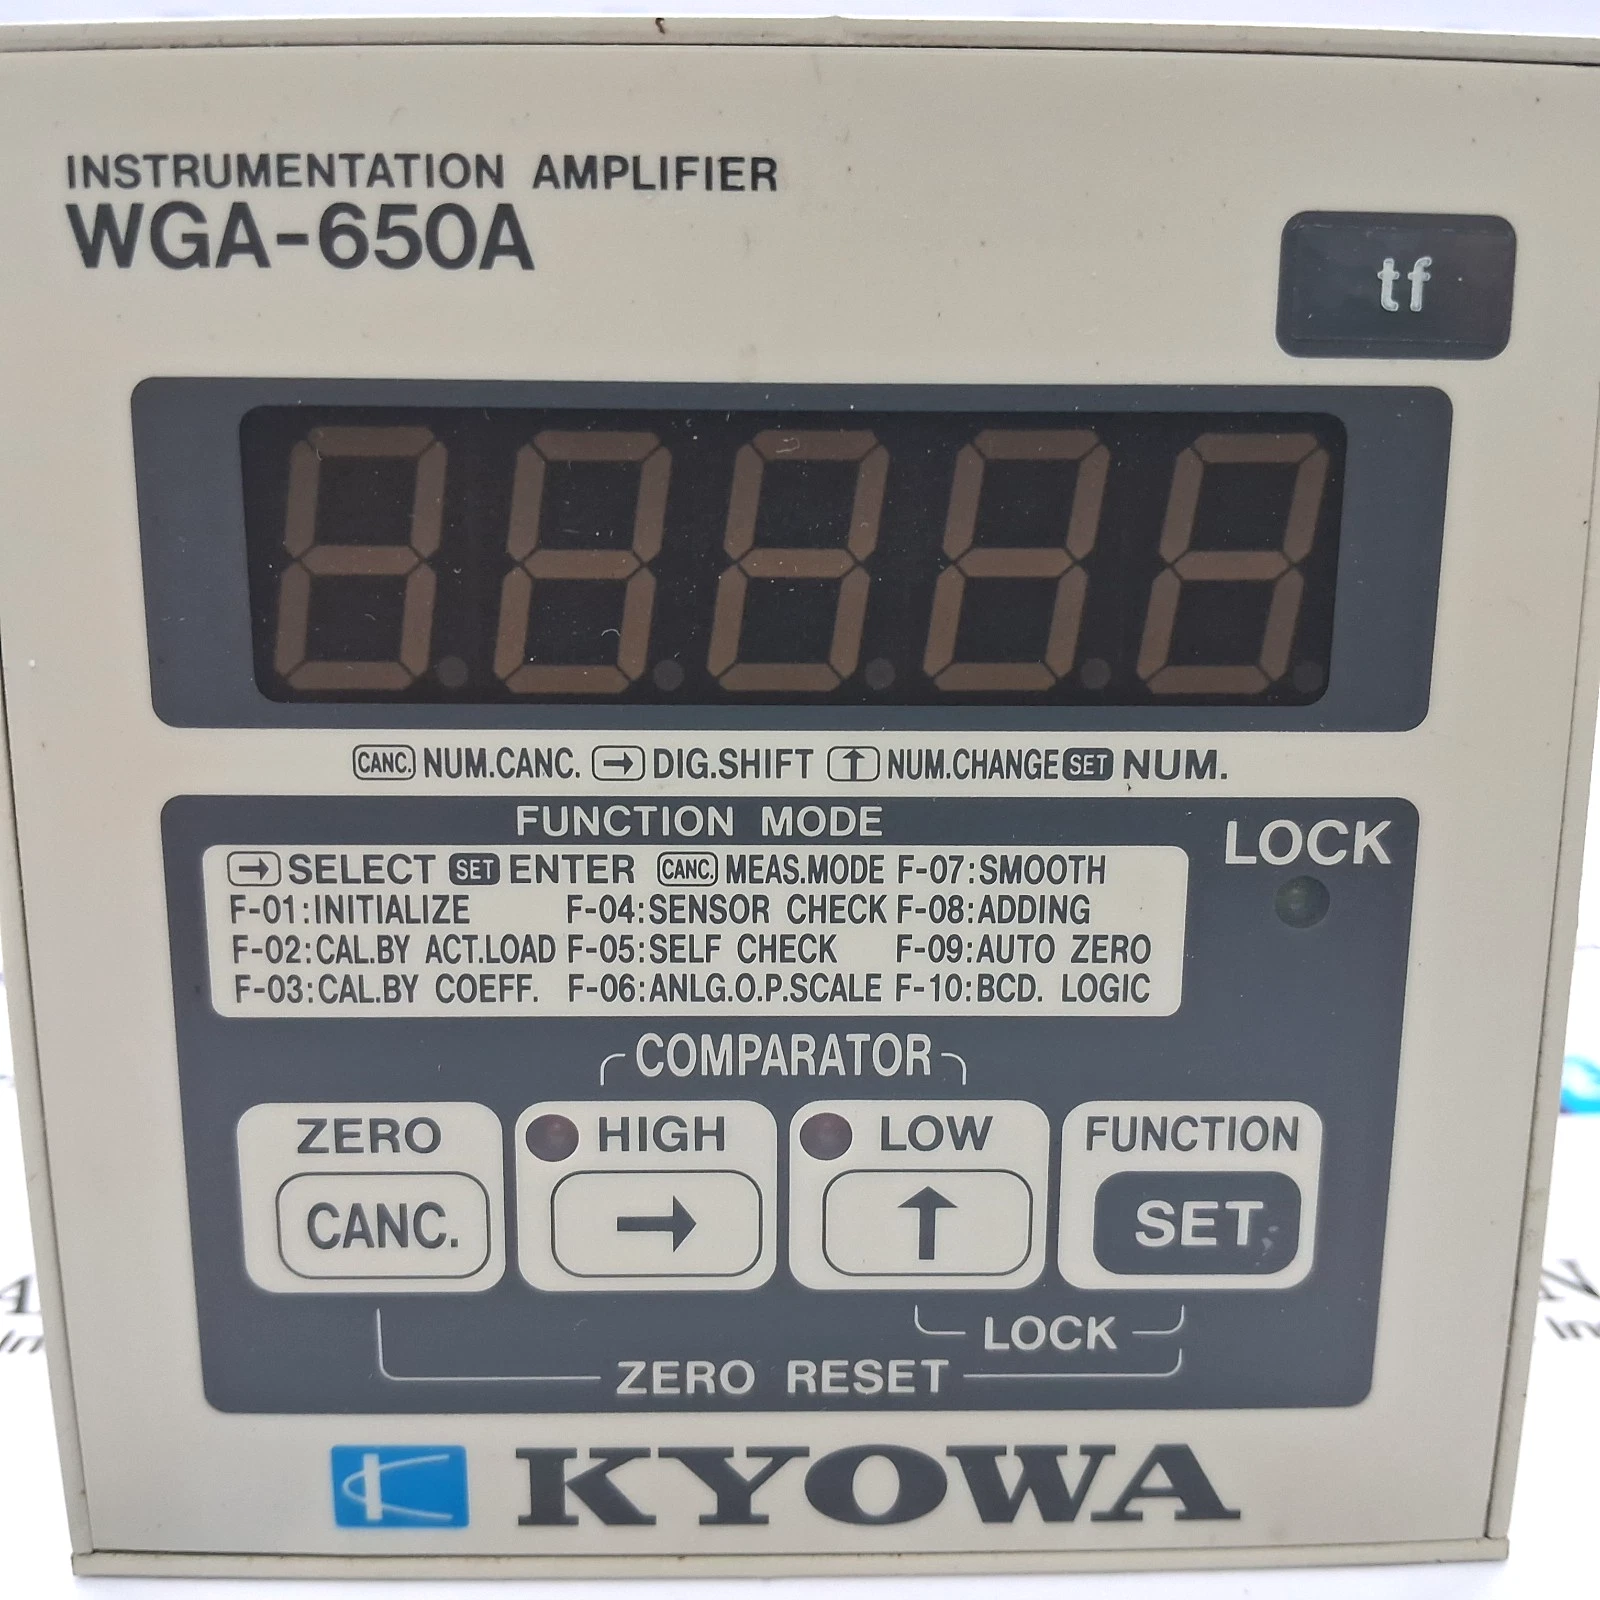 INSTRUMENTATION AMPLIFIER
WGA-650A
tf
CANC. NUM.CANC. → DIG.SHIFT ↑ NUM.CHANGE SET NUM.
FUNCTION MODE
LOCK
→ SELECT SET ENTER CANC. MEAS.MODE F-07:SMOOTH
F-01:INITIALIZE F-04:SENSOR CHECK F-08:ADDING
F-02:CAL.BY ACT.LOAD F-05:SELF CHECK F-09:AUTO ZERO
F-03:CAL.BY COEFF. F-06:ANLG.O.P.SCALE F-10:BCD. LOGIC
COMPARATOR
ZERO HIGH LOW FUNCTION
CANC. → ↑ SET
LOCK
ZERO RESET
KYOWA